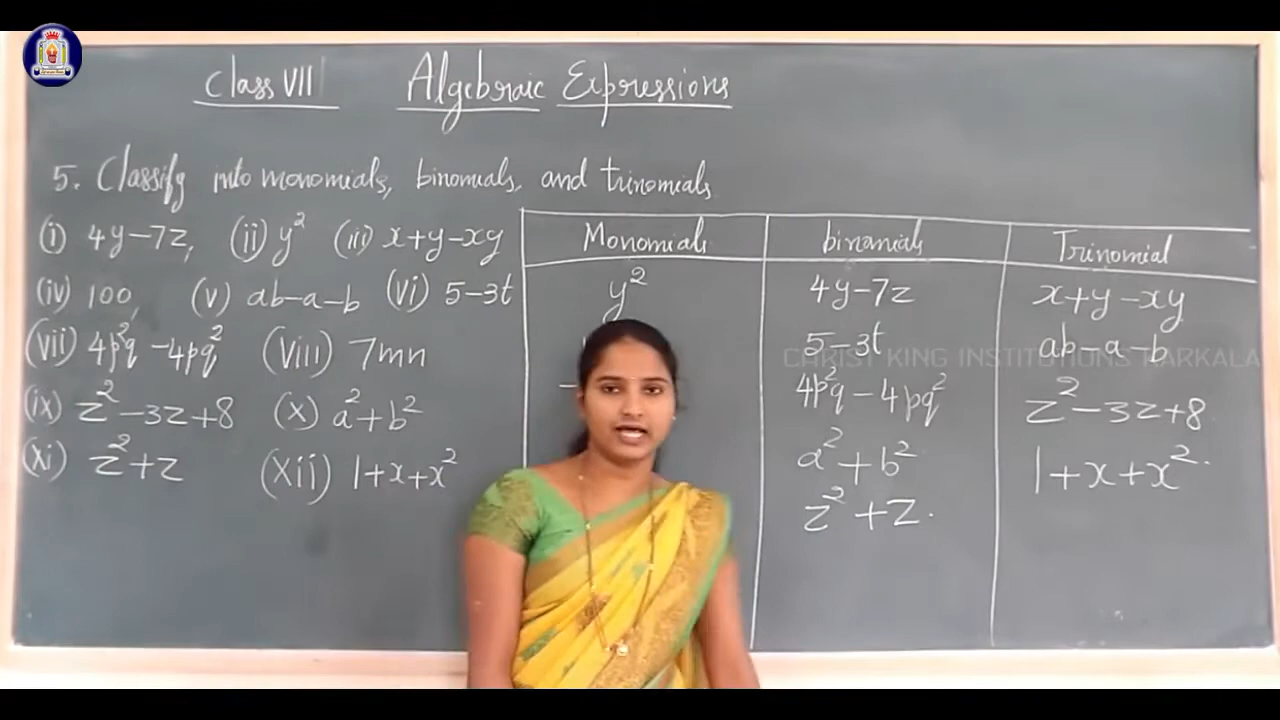 Class VII Algebraic Expressions
5. Classify into monomials, binomials, and trinomials
(i) 4y-7z, (ii) y² (iii) x+y-xy
(iv) 100, (v) ab-a-b (vi) 5-3t
(vii) 4p²q -4pq² (viii) 7mn
(ix) z²-3z+8 (x) a²+b²
(xi) z²+z (xii) 1+x+x²
Monomials binomials Trinomial
y² 4y-7z x+y-xy
5-3t ab-a-b
4p²q - 4pq² z²-3z+8
a²+b² 1+x+x².
z²+z.
CHRIST KING INSTITUTIONS KARKALA